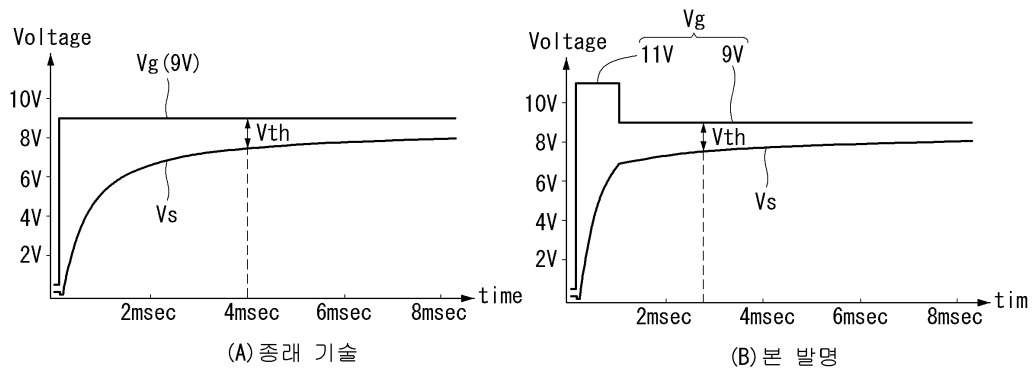 Voltage
Vg(9V)
10V
8V
6V
4V
2V
Vth
Vs
2msec
4msec
6msec
8msec
time
(A)종래 기술
Voltage
Vg
11V
9V
10V
8V
6V
4V
2V
Vth
Vs
2msec
4msec
6msec
8msec
tim
(B)본 발명